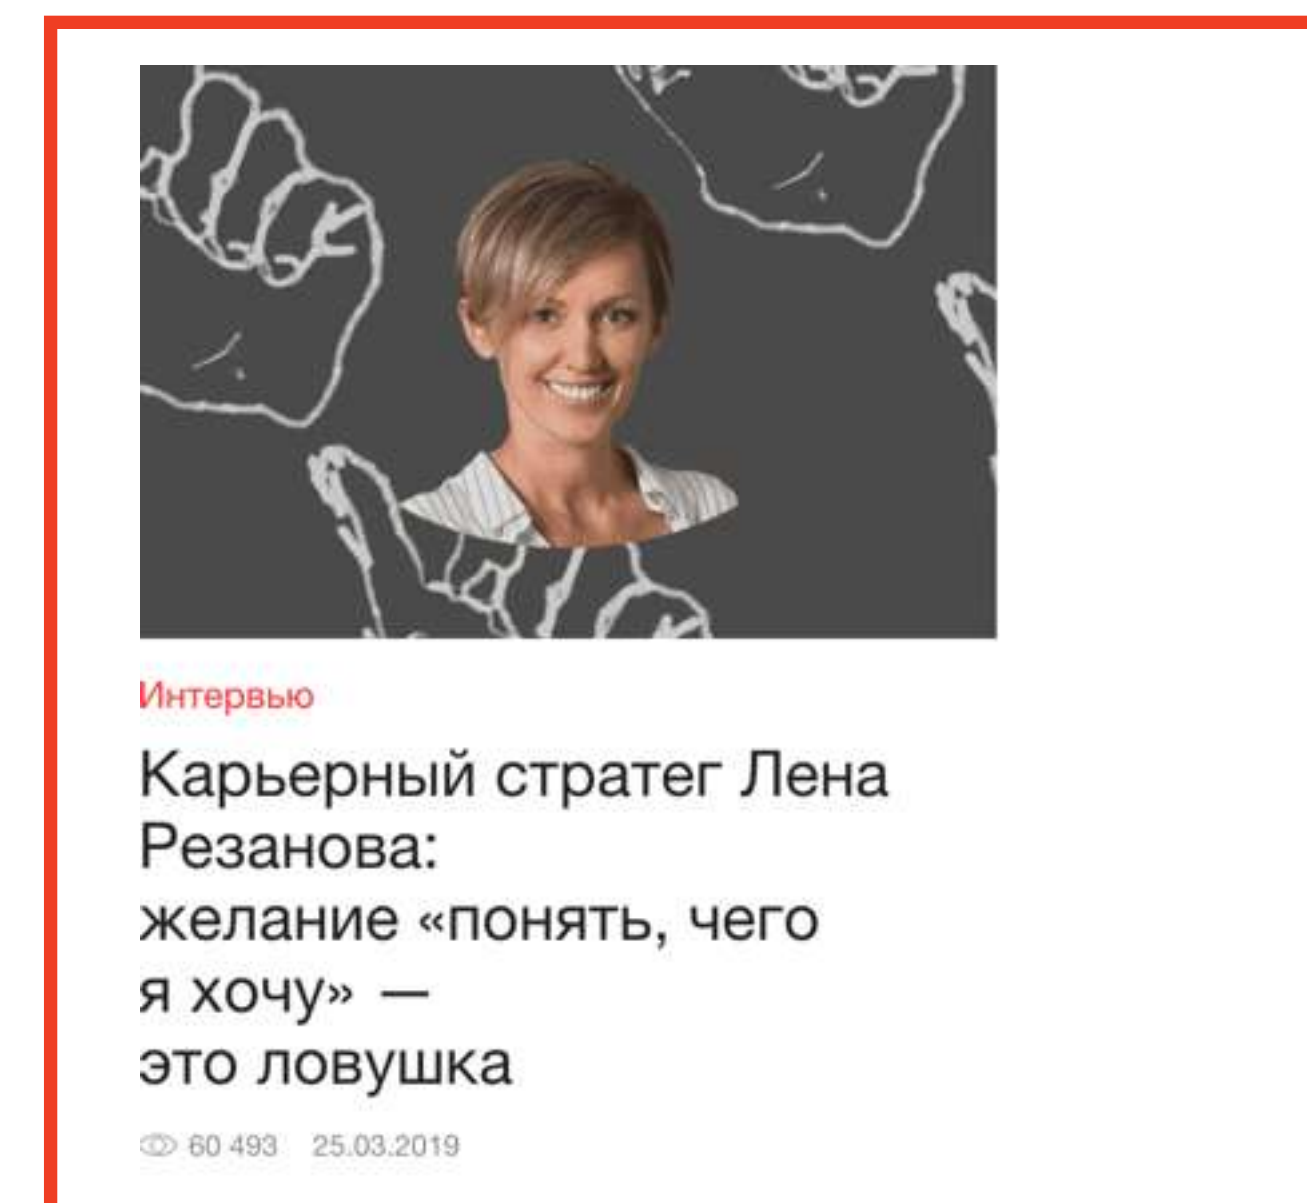 Интервью
Карьерный стратег Лена
Резанова:
желание «понять, чего
я хочу» —
это ловушка
60 493 25.03.2019